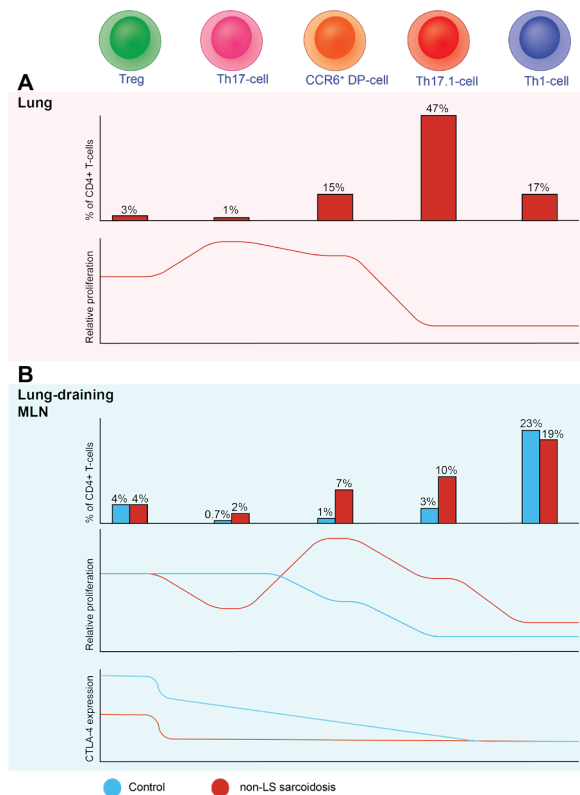 Treg
Th17-cell
CCR6+ DP-cell
Th17.1-cell
Th1-cell
A
Lung
% of CD4+ T-cells
3%
1%
15%
47%
17%
Relative proliferation
B
Lung-draining
MLN
% of CD4+ T-cells
4%
4%
0.7%
2%
1%
7%
3%
10%
23%
19%
Relative proliferation
CTLA-4 expression
Control
non-LS sarcoidosis